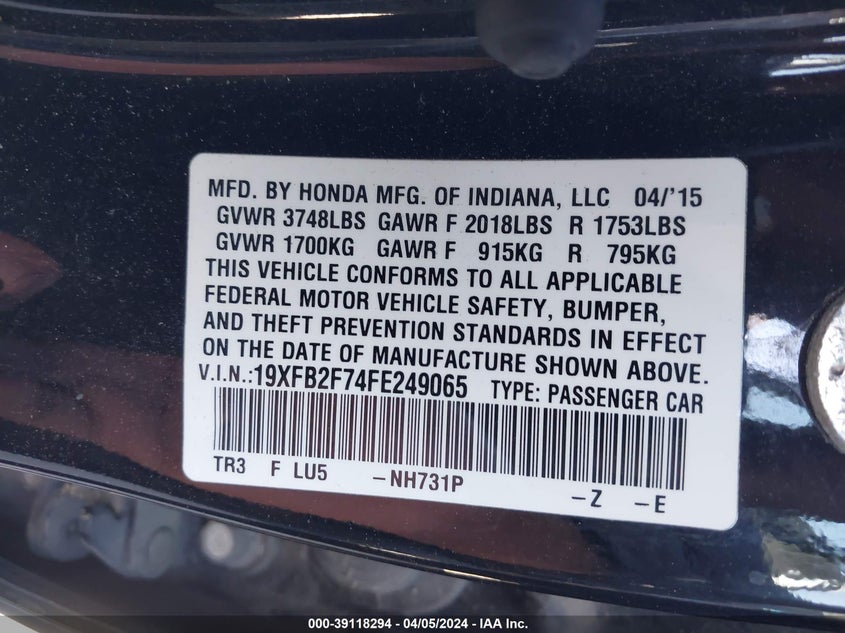 MFD. BY HONDA MFG. OF INDIANA, LLC 04/'15
GVWR 3748LBS GAWR F 2018LBS R 1753LBS
GVWR 1700KG GAWR F 915KG R 795KG
THIS VEHICLE CONFORMS TO ALL APPLICABLE
FEDERAL MOTOR VEHICLE SAFETY, BUMPER,
AND THEFT PREVENTION STANDARDS IN EFFECT
ON THE DATE OF MANUFACTURE SHOWN ABOVE.
V.I.N.:19XFB2F74FE249065 TYPE: PASSENGER CAR
TR3 F LU5 –NH731P –Z –E
000-39118294 - 04/05/2024 - IAA Inc.